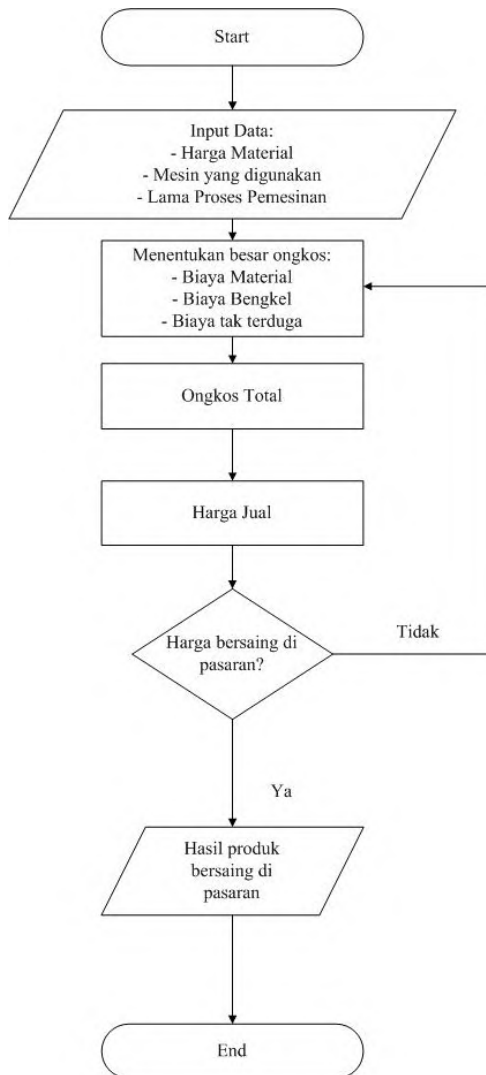 Start
Input Data:
- Harga Material
- Mesin yang digunakan
- Lama Proses Pemesinan
Menentukan besar ongkos:
- Biaya Material
- Biaya Bengkel
- Biaya tak terduga
Ongkos Total
Harga Jual
Harga bersaing di
pasaran?
Tidak
Ya
Hasil produk
bersaing di
pasaran
End